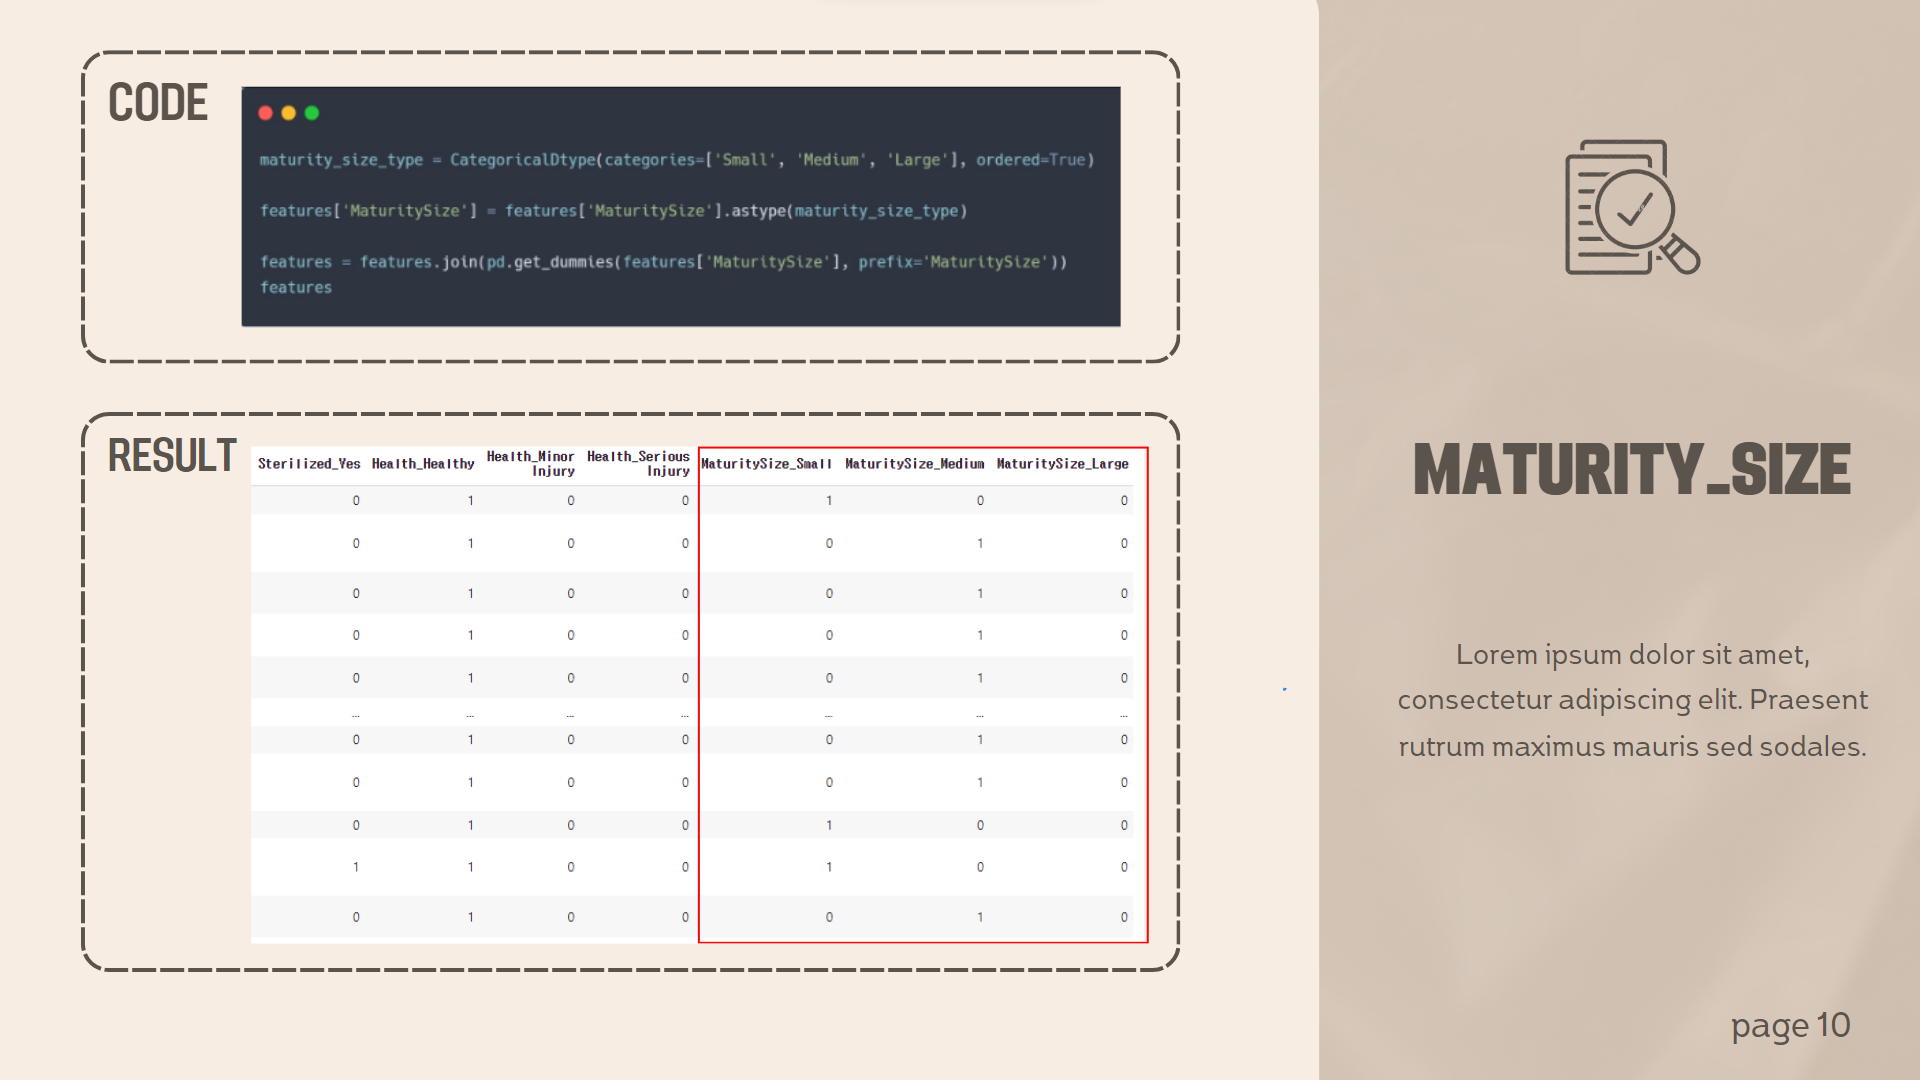 CODE
maturity_size_type = CategoricalDtype(categories=['Small', 'Medium', 'Large'], ordered=True)
features['MaturitySize'] = features['MaturitySize'].astype(maturity_size_type)
features = features.join(pd.get_dummies(features['MaturitySize'], prefix='MaturitySize'))
features
RESULT
Sterilized_Yes Health_Healthy Health_Minor Injury Health_Serious Injury MaturitySize_Small MaturitySize_Medium MaturitySize_Large
0 1 0 0 1 0 0
0 1 0 0 0 1 0
0 1 0 0 0 1 0
0 1 0 0 0 1 0
0 1 0 0 0 1 0
... ... ... ... ... ... ...
0 1 0 0 0 1 0
0 1 0 0 0 1 0
0 1 0 0 1 0 0
1 1 0 0 1 0 0
0 1 0 0 0 1 0
MATURITY_SIZE
Lorem ipsum dolor sit amet,
consectetur adipiscing elit. Praesent
rutrum maximus mauris sed sodales.
page 10